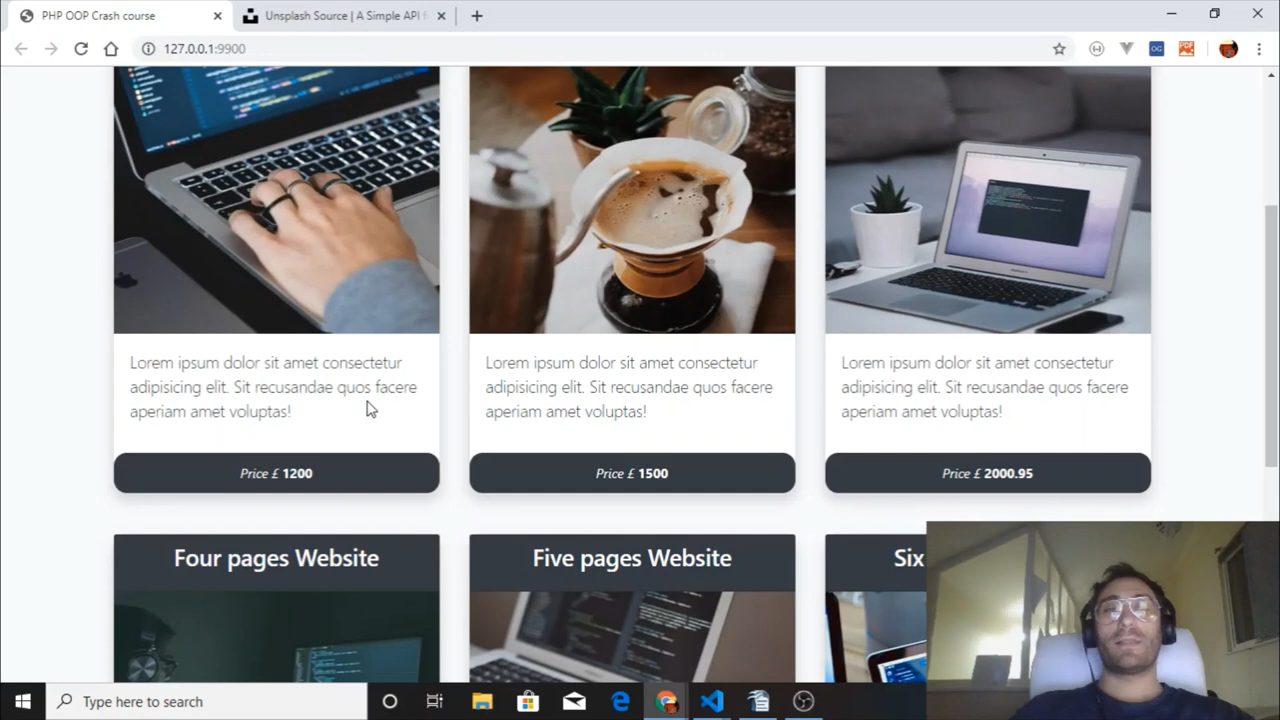 PHP OOP Crash course
Unsplash Source | A Simple API
127.0.0.1:9900
OG
PDF
Lorem ipsum dolor sit amet consectetur
adipisicing elit. Sit recusandae quos facere
aperiam amet voluptas!
Price £ 1200
Lorem ipsum dolor sit amet consectetur
adipisicing elit. Sit recusandae quos facere
aperiam amet voluptas!
Price £ 1500
Lorem ipsum dolor sit amet consectetur
adipisicing elit. Sit recusandae quos facere
aperiam amet voluptas!
Price £ 2000.95
Four pages Website
Five pages Website
Six
Type here to search